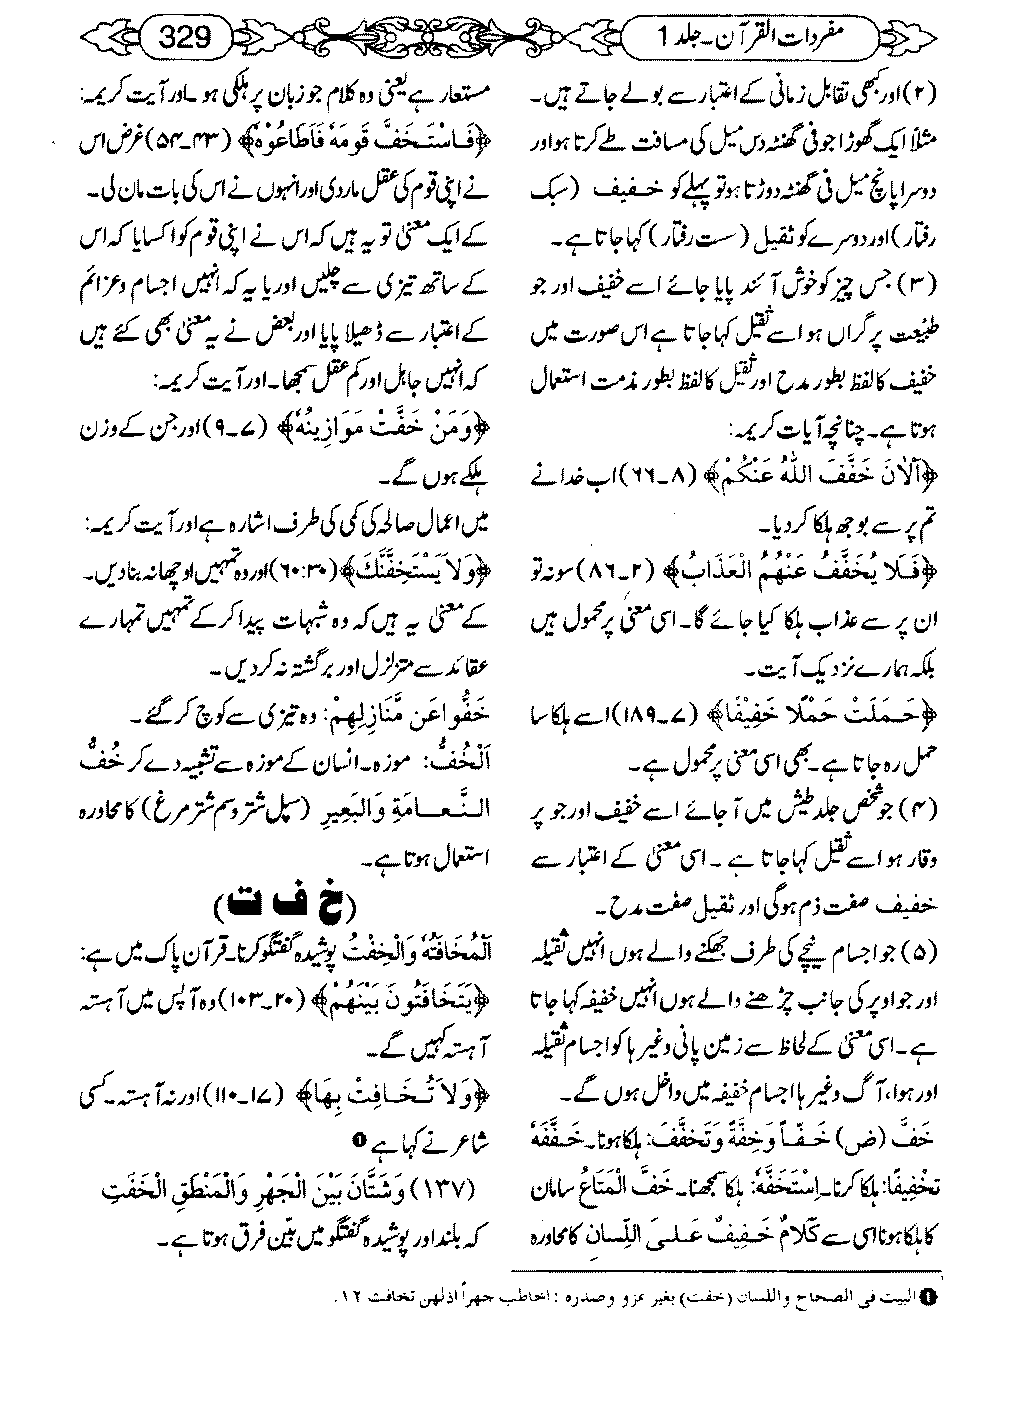 مفردات القرآن۔ جلد 1
329
(۲) اور کبھی تقابل زمانی کے اعتبار سے بولے جاتے ہیں۔
مثلاً ایک گھوڑا جو فی گھنٹہ دس میل کی مسافت طے کرتا ہو اور
دوسرا پانچ میل فی گھنٹہ دوڑتا ہو تو پہلے کو خفیف (سبک
رفتار) اور دوسرے کو ثقیل (ست رفتار) کہا جاتا ہے۔
(۳) جس چیز کو خوش آئند پایا جائے اسے خفیف اور جو
طبیعت پر گراں ہو اسے ثقیل کہا جاتا ہے اس صورت میں
خفیف کا لفظ بطور مدح اور ثقیل کا لفظ بطور مذمت استعمال
ہوتا ہے۔ چنانچہ آیات کریمہ:
﴿اَلْاٰنَ خَفَّفَ اللّٰهُ عَنْكُمْ﴾ (۸۔۶۶) اب خدا نے
تم پر سے بوجھ ہلکا کر دیا۔
﴿فَلَا يُخَفَّفُ عَنْهُمُ الْعَذَابُ﴾ (۲۔۸۶) سو نہ تو
ان پر سے عذاب ہلکا کیا جائے گا۔ اسی معنیٰ پر محمول ہیں
بلکہ ہمارے نزدیک آیت۔
﴿حَمَلَتْ حَمْلًا خَفِيْفًا﴾ (۷۔۱۸۹) اسے ہلکا سا
حمل رہ جاتا ہے۔ بھی اسی معنی پر محمول ہے۔
(۴) جو شخص جلد طیش میں آ جائے اسے خفیف اور جو پر
وقار ہو اسے ثقیل کہا جاتا ہے ۔ اسی معنیٰ کے اعتبار سے
خفیف صفت ذم ہوگی اور ثقیل صفت مدح۔
(۵) جو اجسام نیچے کی طرف جھکنے والے ہوں انہیں ثقیلہ
اور جو اوپر کی جانب چڑھنے والے ہوں انہیں خفیفہ کہا جاتا
ہے۔ اسی معنیٰ کے لحاظ سے زمین پانی وغیرہا کو اجسام ثقیلہ
اور ہوا، آگ وغیرہا اجسام خفیفہ میں داخل ہوں گے۔
خَفَّ (ض) خَفًّا وَخِفَّةً وَتَخَفَّفَ: ہلکا ہونا۔ خَفَّفَهُ
تَخْفِيفًا: ہلکا کرنا۔ اِسْتَخَفَّهُ: ہلکا سمجھنا۔ خَفَّ الْمَتَاعُ سامان
کا ہلکا ہونا اسی سے كَلَامٌ خَفِيفٌ عَلَى اللِّسَانِ کا محاورہ
مستعار ہے یعنی وہ کلام جو زبان پر ہلکی ہو۔ اور آیت کریمہ:
﴿فَاسْتَخَفَّ قَوْمَهٗ فَاَطَاعُوْهُ﴾ (۴۳۔۵۴) غرض اس
نے اپنی قوم کی عقل ماردی اور انہوں نے اس کی بات مان لی۔
کے ایک معنیٰ تو یہ ہیں کہ اس نے اپنی قوم کو اکسایا کہ اس
کے ساتھ تیزی سے چلیں اور یا یہ کہ انہیں اجسام وعزائم
کے اعتبار سے ڈھیلا پایا اور بعض نے یہ معنیٰ بھی کئے ہیں
کہ انہیں جاہل اور کم عقل سمجھا۔ اور آیت کریمہ:
﴿وَمَنْ خَفَّتْ مَوَازِيْنُهٗ﴾ (۷۔۹) اور جن کے وزن
ہلکے ہوں گے۔
میں اعمال صالحہ کی کمی کی طرف اشارہ ہے اور آیت کریمہ:
﴿وَلَا يَسْتَخِفَّنَّكَ﴾ (۳۰:۶۰) اور وہ تمہیں اوچھا نہ بنا دیں۔
کے معنیٰ یہ ہیں کہ وہ شبہات پیدا کر کے تمہیں تمہارے
عقائد سے متزلزل اور برگشتہ نہ کر دیں۔
خَفُّوا عَن مَّنَازِلِهِمْ: وہ تیزی سے کوچ کر گئے۔
اَلْخُفُّ: موزہ۔ انسان کے موزہ سے تشبیہ دے کر خُفُّ
النَّعَامَةِ وَالْبَعِيرِ (سپل شتر وسم شتر مرغ) کا محاورہ
استعمال ہوتا ہے۔
(خ ف ت)
اَلْمُخَافَتَةُ وَالْخَفْتُ پوشیدہ گفتگو کرنا۔ قرآن پاک میں ہے:
﴿يَتَخَافَتُونَ بَيْنَهُمْ﴾ (۲۰۔۱۰۳) وہ آپس میں آہستہ
آہستہ کہیں گے۔
﴿وَلَا تُخَافِتْ بِهَا﴾ (۱۷۔۱۱۰) اور نہ آہستہ۔ کسی
شاعر نے کہا ہے ❶
(۱۳۷) وَشَتَّانَ بَيْنَ الْجَهْرِ وَالْمَنْطِقِ الْخَفْتِ
کہ بلند اور پوشیدہ گفتگو میں بیّن فرق ہوتا ہے۔
❶ البیت فی الصحاح واللسان (خفت) بغیر عزو وصدرہ : اخاطب جھراً اذلھن تخافت ۱۲۔